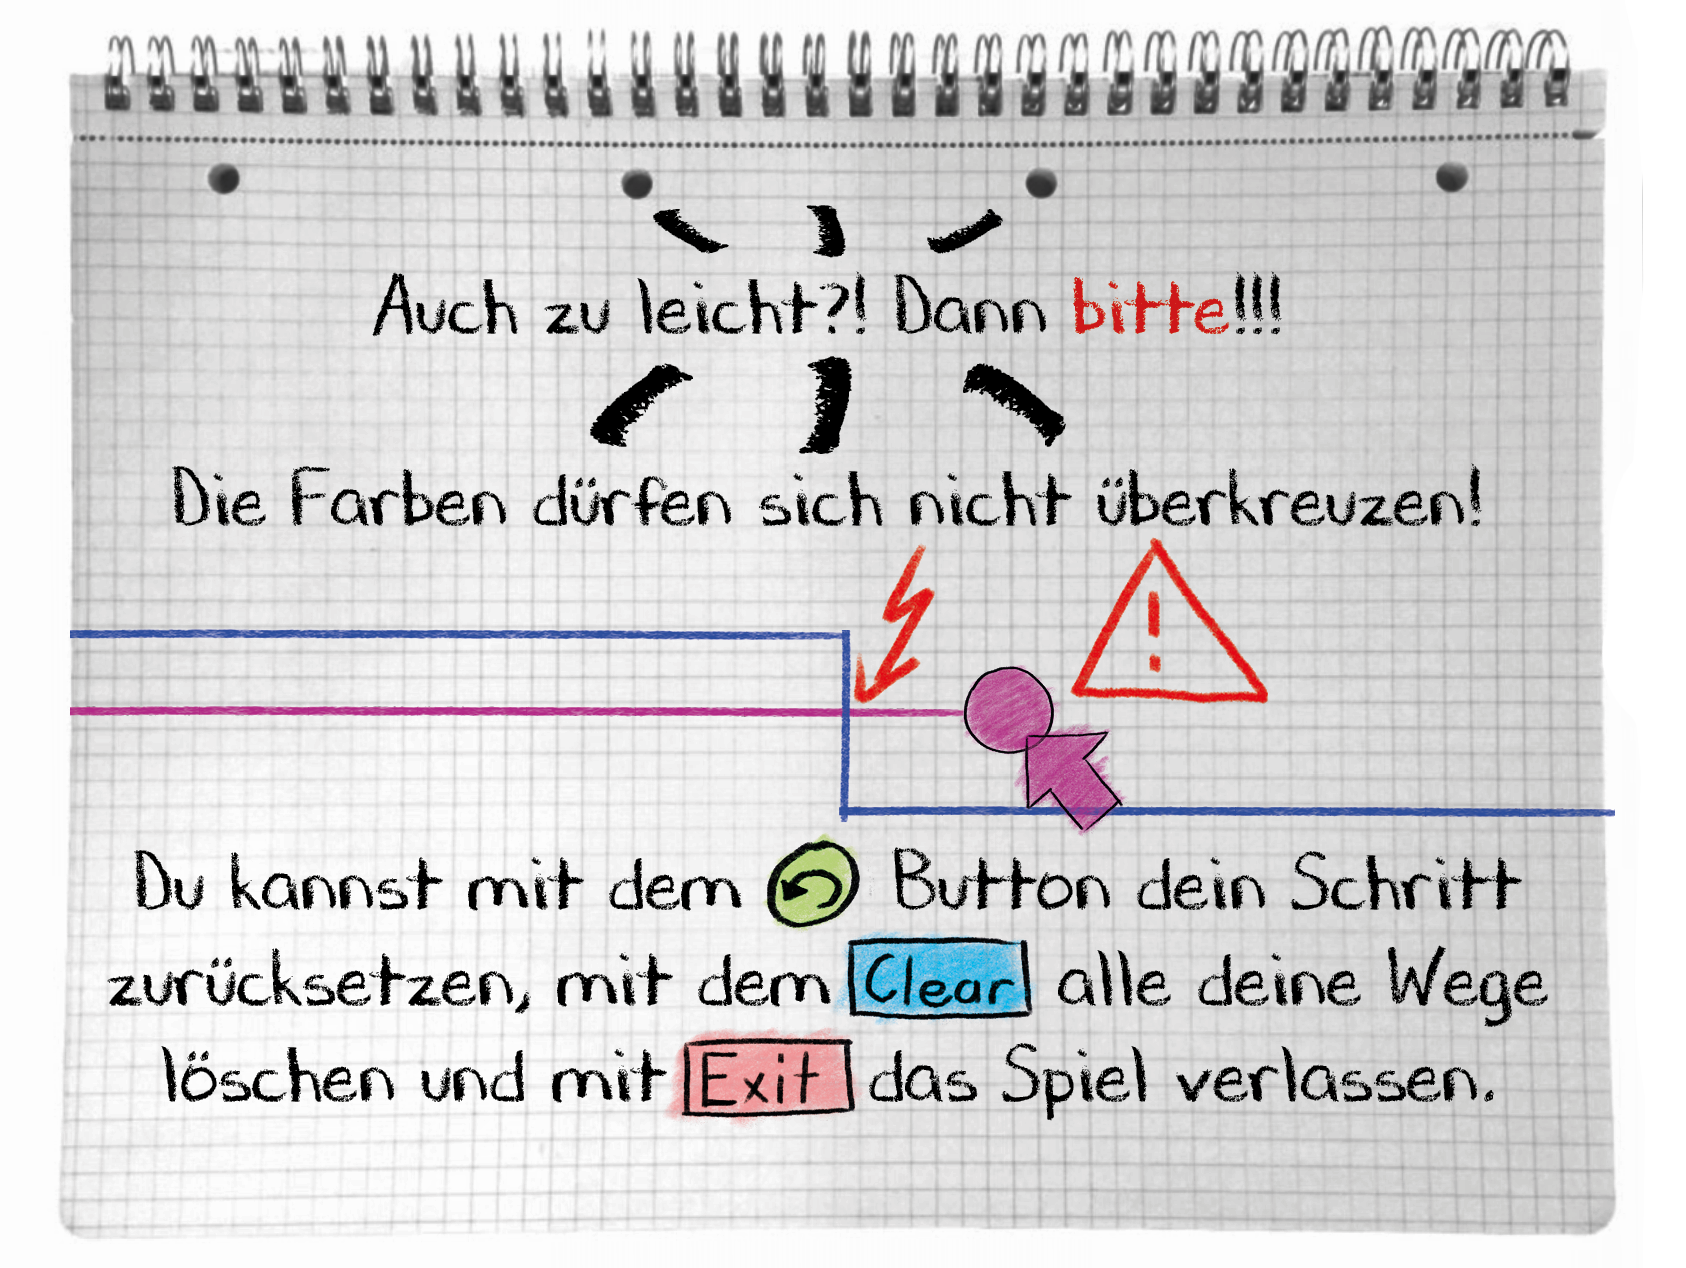 Auch zu leicht?! Dann bitte!!!
Die Farben dürfen sich nicht überkreuzen!
Du kannst mit dem Button dein Schritt
zurücksetzen, mit dem Clear alle deine Wege
löschen und mit Exit das Spiel verlassen.